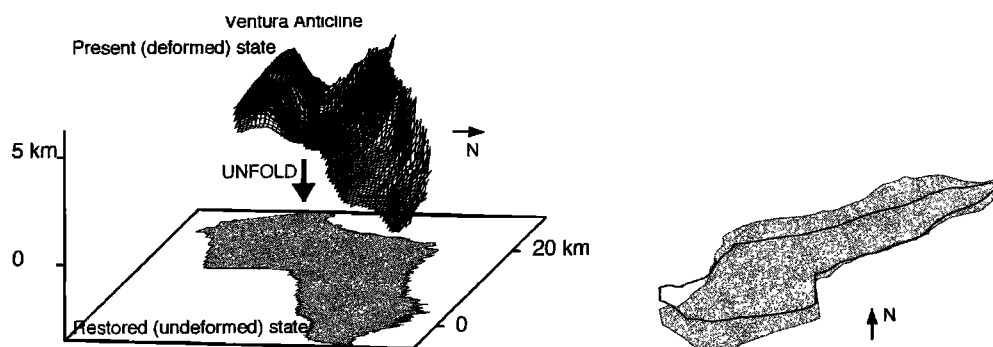 Ventura Anticline
Present (deformed) state
5 km
N
UNFOLD
20 km
0
N
Restored (undeformed) state
0